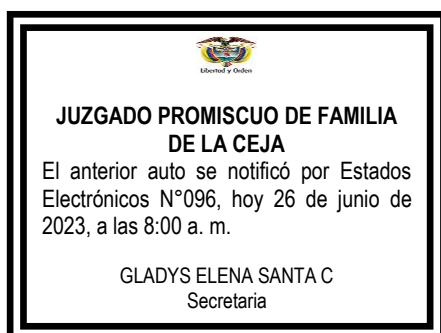 Libertad y Orden
JUZGADO PROMISCUO DE FAMILIA
DE LA CEJA
El anterior auto se notificó por Estados
Electrónicos N°096, hoy 26 de junio de
2023, a las 8:00 a. m.
GLADYS ELENA SANTA C
Secretaria